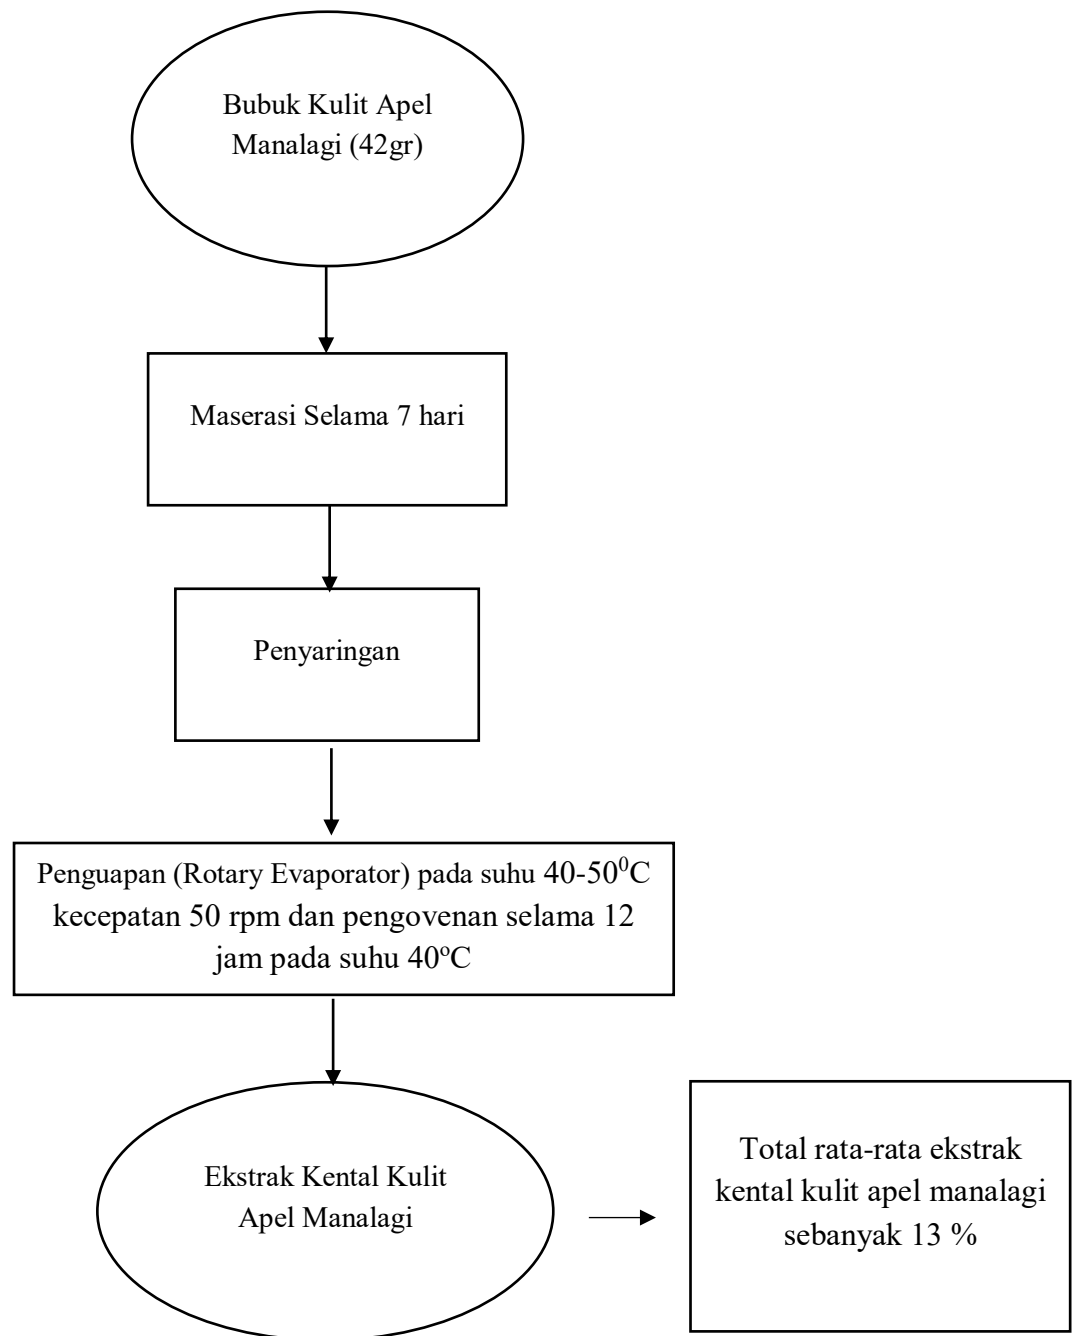 Bubuk Kulit Apel
Manalagi (42gr)
Maserasi Selama 7 hari
Penyaringan
Penguapan (Rotary Evaporator) pada suhu 40-50⁰C
kecepatan 50 rpm dan pengovenan selama 12
jam pada suhu 40ºC
Ekstrak Kental Kulit
Apel Manalagi
Total rata-rata ekstrak
kental kulit apel manalagi
sebanyak 13 %